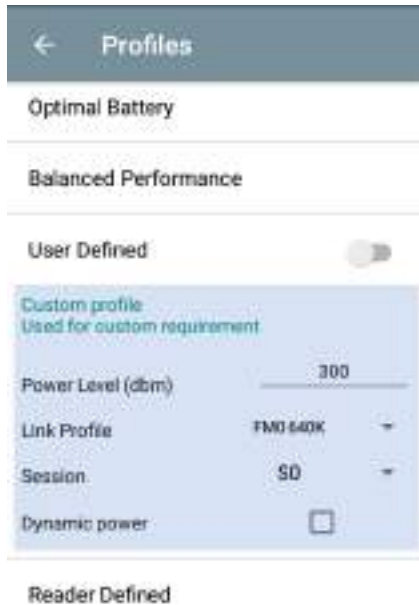 Profiles
Optimal Battery
Balanced Performance
User Defined
Custom profile
Used for custom requirement
Power Level (dbm) 300
Link Profile FM0 640K
Session S0
Dynamic power
Reader Defined